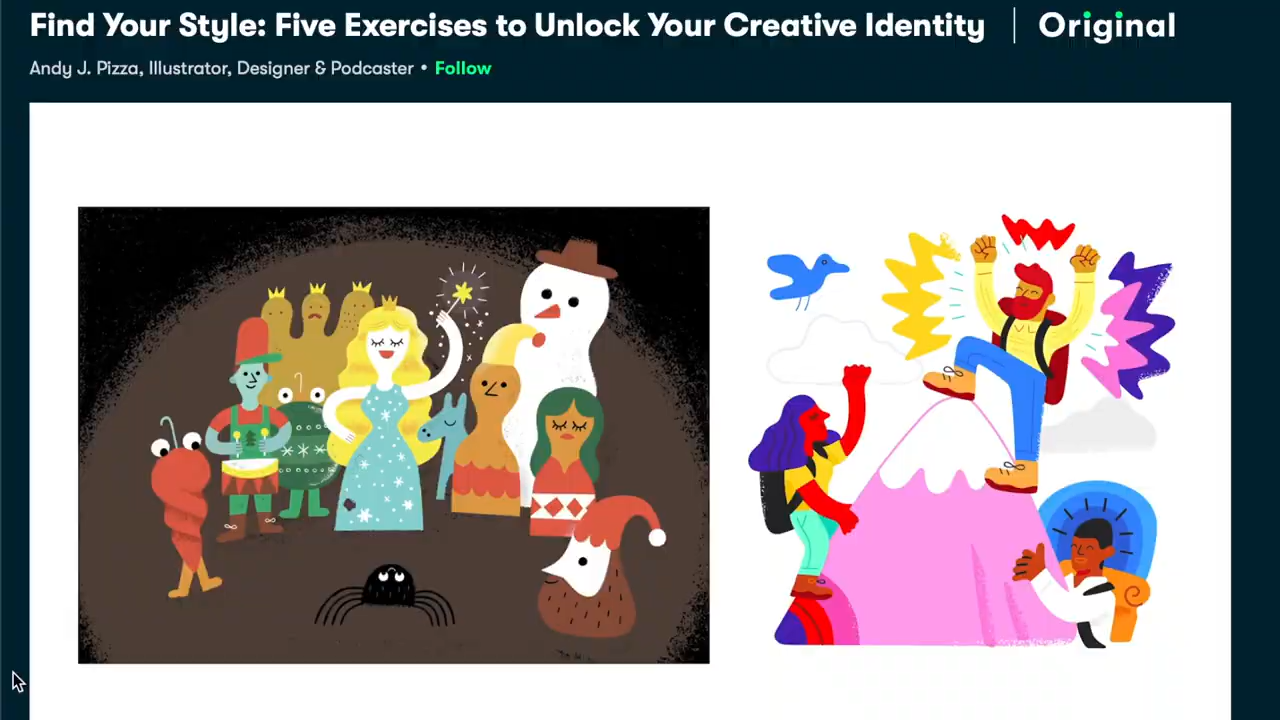 Find Your Style: Five Exercises to Unlock Your Creative Identity | Original
Andy J. Pizza, Illustrator, Designer & Podcaster • Follow